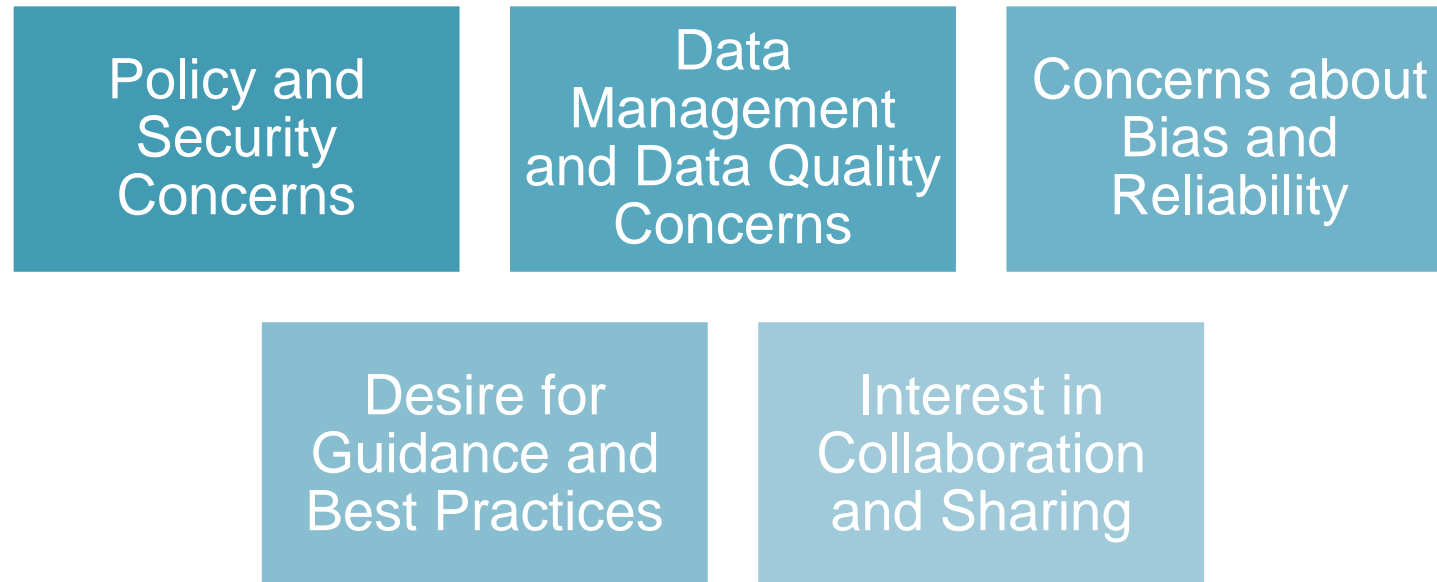 Policy and
Security
Concerns
Data
Management
and Data Quality
Concerns
Concerns about
Bias and
Reliability
Desire for
Guidance and
Best Practices
Interest in
Collaboration
and Sharing